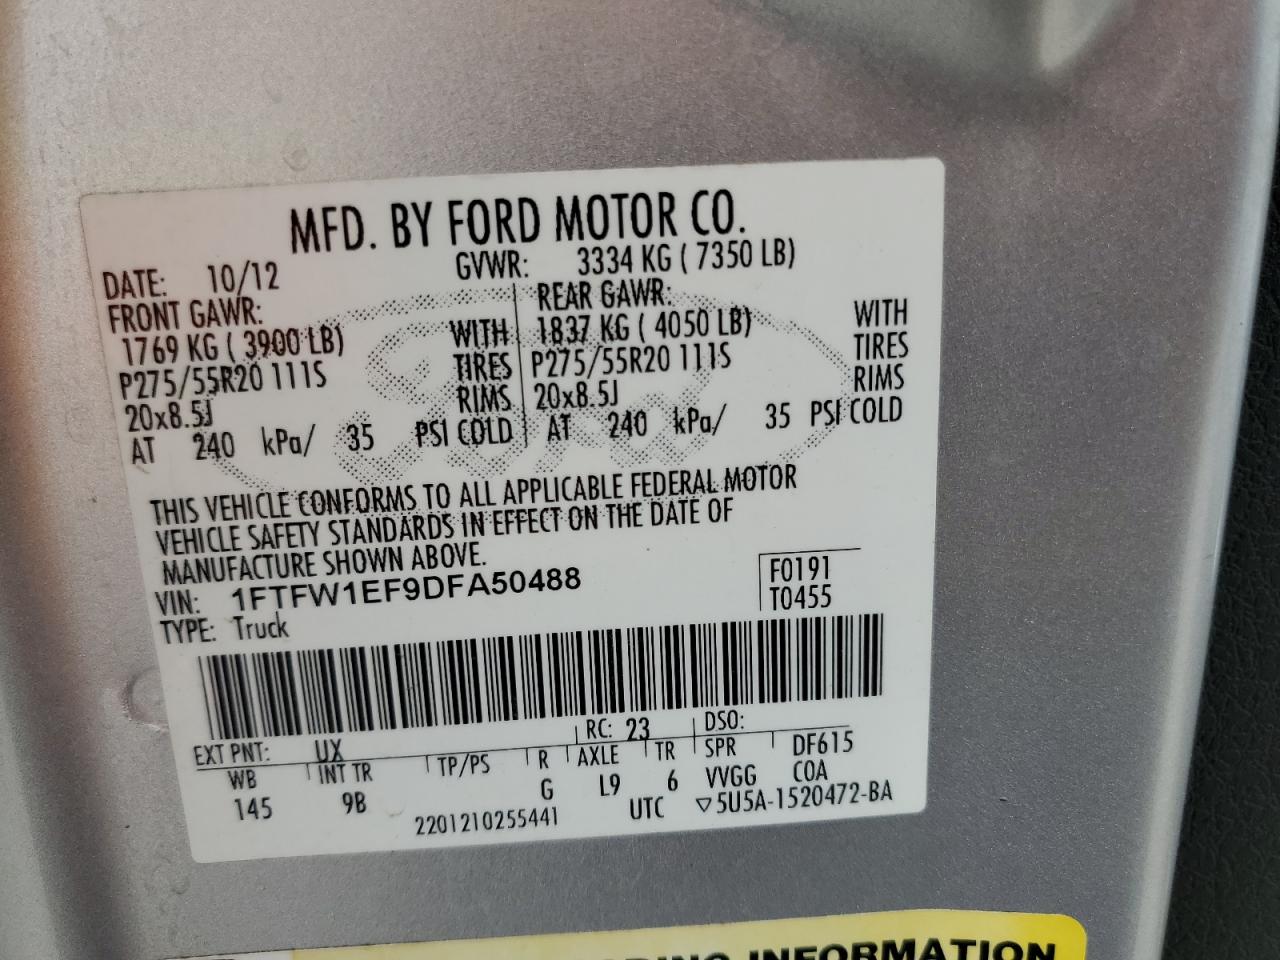 MFD. BY FORD MOTOR CO.
DATE: 10/12 GVWR: 3334 KG ( 7350 LB)
FRONT GAWR: REAR GAWR:
1769 KG ( 3900 LB) WITH 1837 KG ( 4050 LB) WITH
P275/55R20 111S TIRES P275/55R20 111S TIRES
20x8.5J RIMS 20x8.5J RIMS
AT 240 kPa/ 35 PSI COLD AT 240 kPa/ 35 PSI COLD
THIS VEHICLE CONFORMS TO ALL APPLICABLE FEDERAL MOTOR
VEHICLE SAFETY STANDARDS IN EFFECT ON THE DATE OF
MANUFACTURE SHOWN ABOVE.
VIN: 1FTFW1EF9DFA50488 F0191
TYPE: Truck T0455
EXT PNT: UX RC: 23 DSO:
WB INT TR TP/PS R AXLE TR SPR DF615
145 9B G L9 6 VVGG COA
2201210255441 UTC ▽5U5A-1520472-BA
INFORMATION